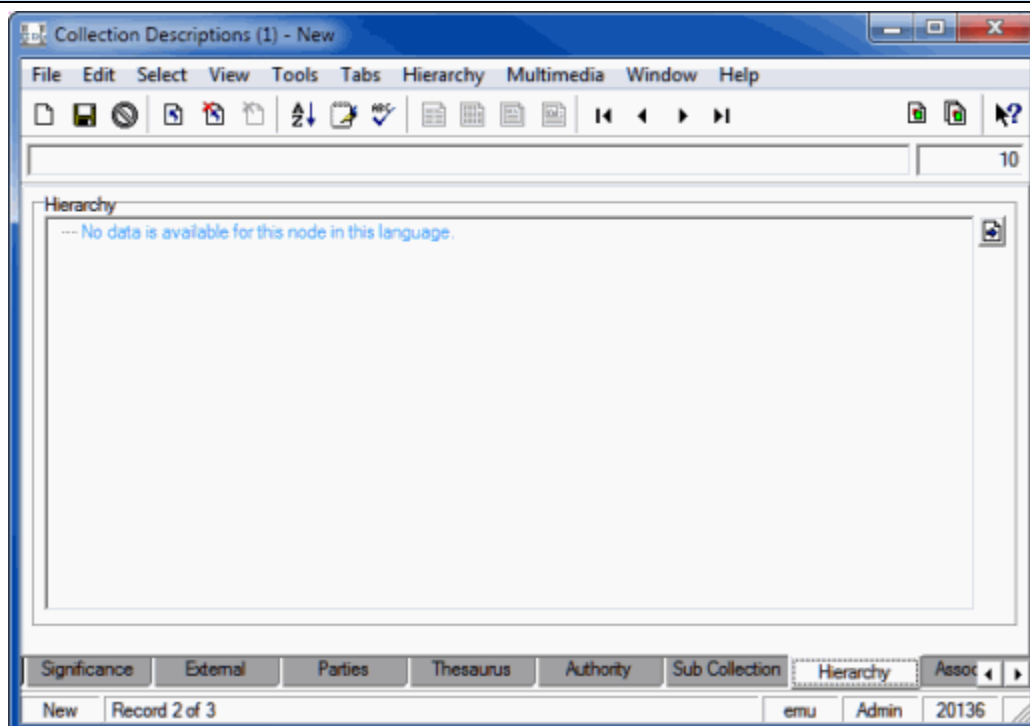 Collection Descriptions (1) - New
File Edit Select View Tools Tabs Hierarchy Multimedia Window Help
10
Hierarchy
No data is available for this node in this language.
Significance External Parties Thesaurus Authority Sub Collection Hierarchy Assoc
New Record 2 of 3 emu Admin 20136